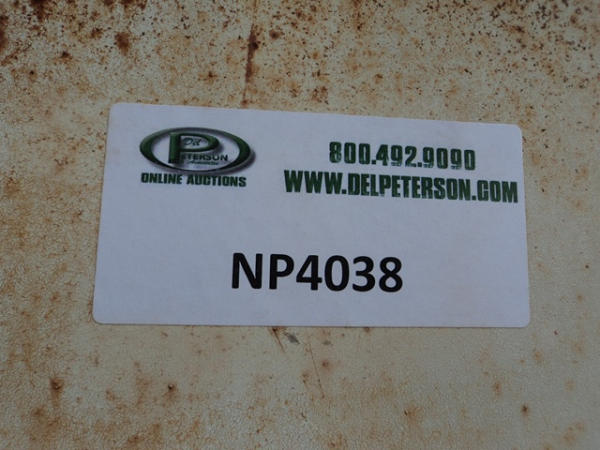 Del
PETERSON
ONLINE AUCTIONS
800.492.9090
WWW.DELPETERSON.COM
NP4038